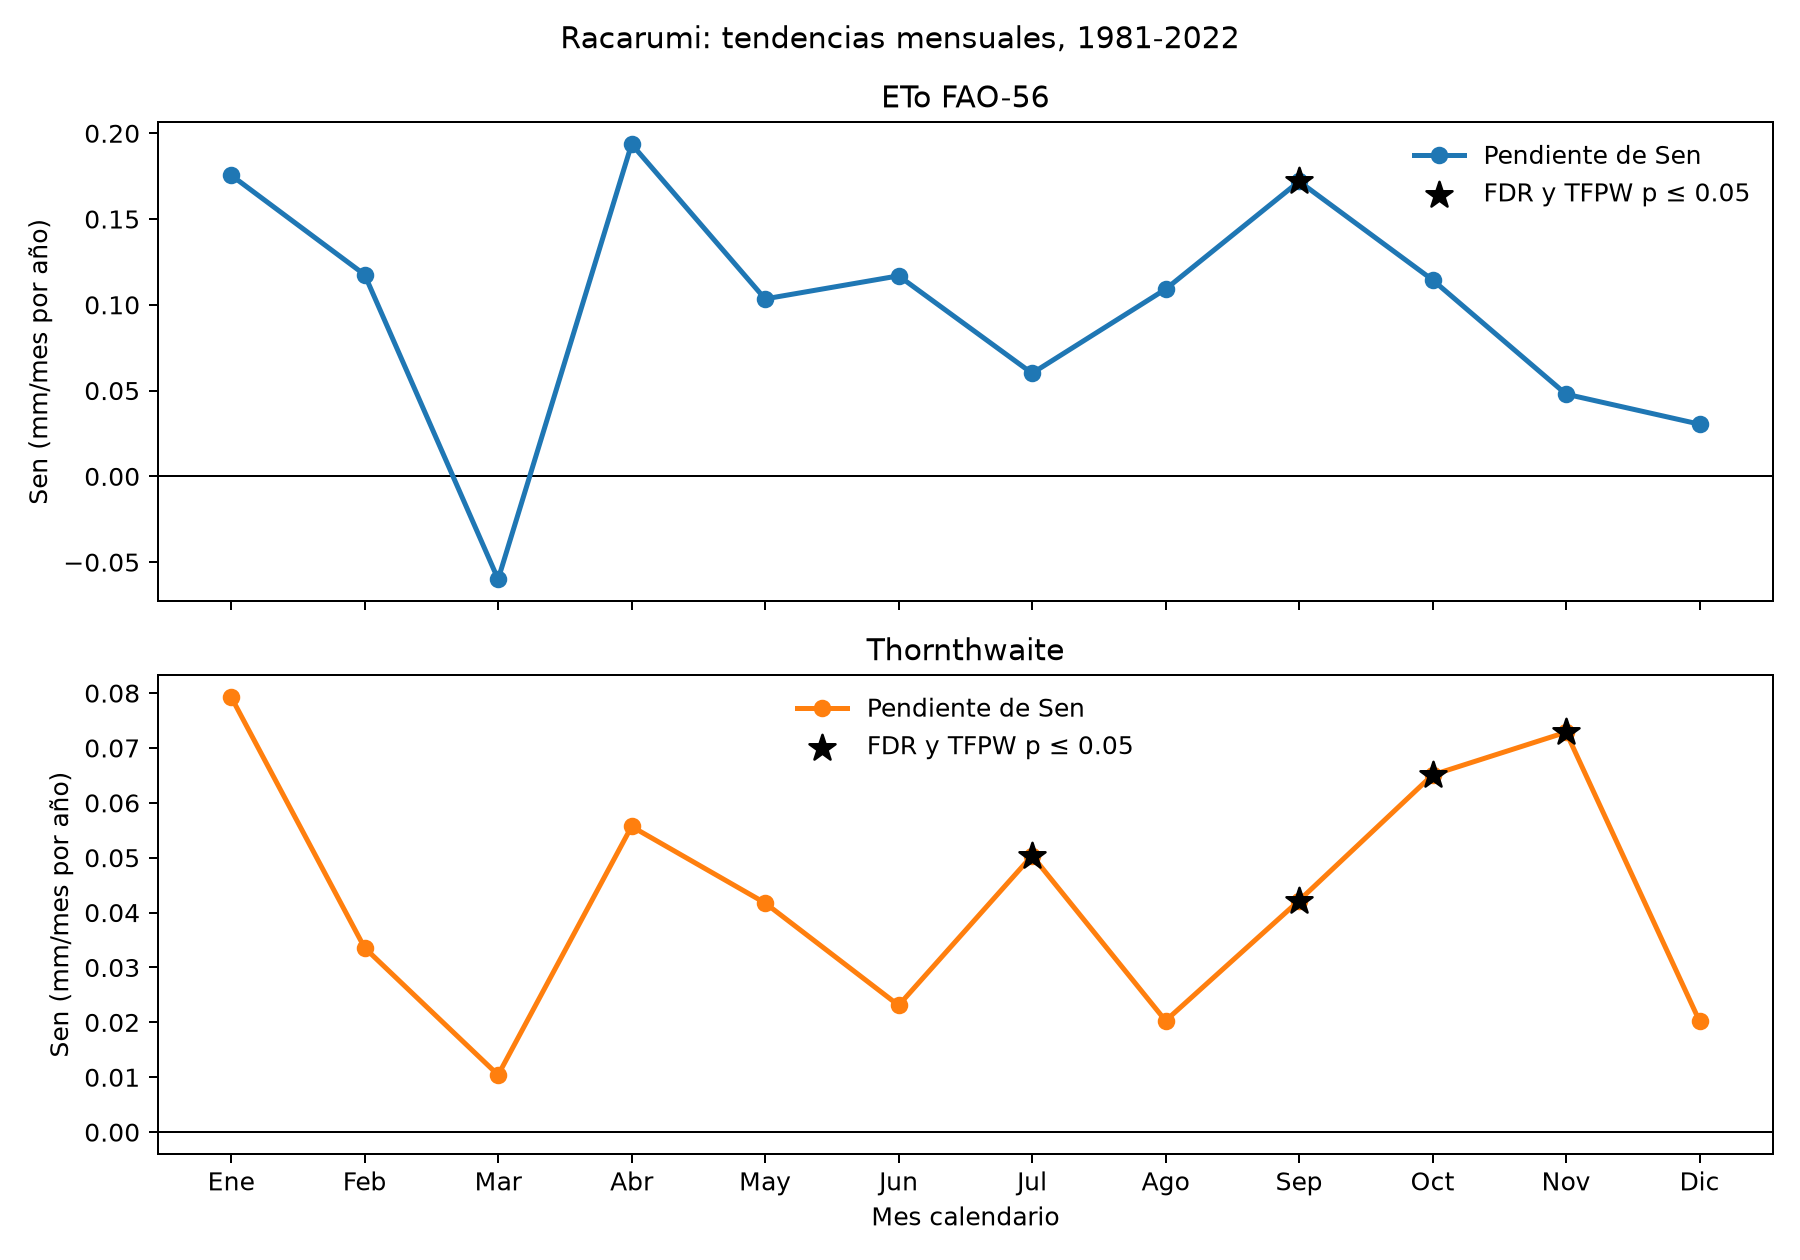 Racarumi: tendencias mensuales, 1981-2022
ETo FAO-56
Sen (mm/mes por año)
0.20
0.15
0.10
0.05
0.00
−0.05
Pendiente de Sen
FDR y TFPW p ≤ 0.05
Thornthwaite
Sen (mm/mes por año)
0.08
0.07
0.06
0.05
0.04
0.03
0.02
0.01
0.00
Pendiente de Sen
FDR y TFPW p ≤ 0.05
Ene Feb Mar Abr May Jun Jul Ago Sep Oct Nov Dic
Mes calendario